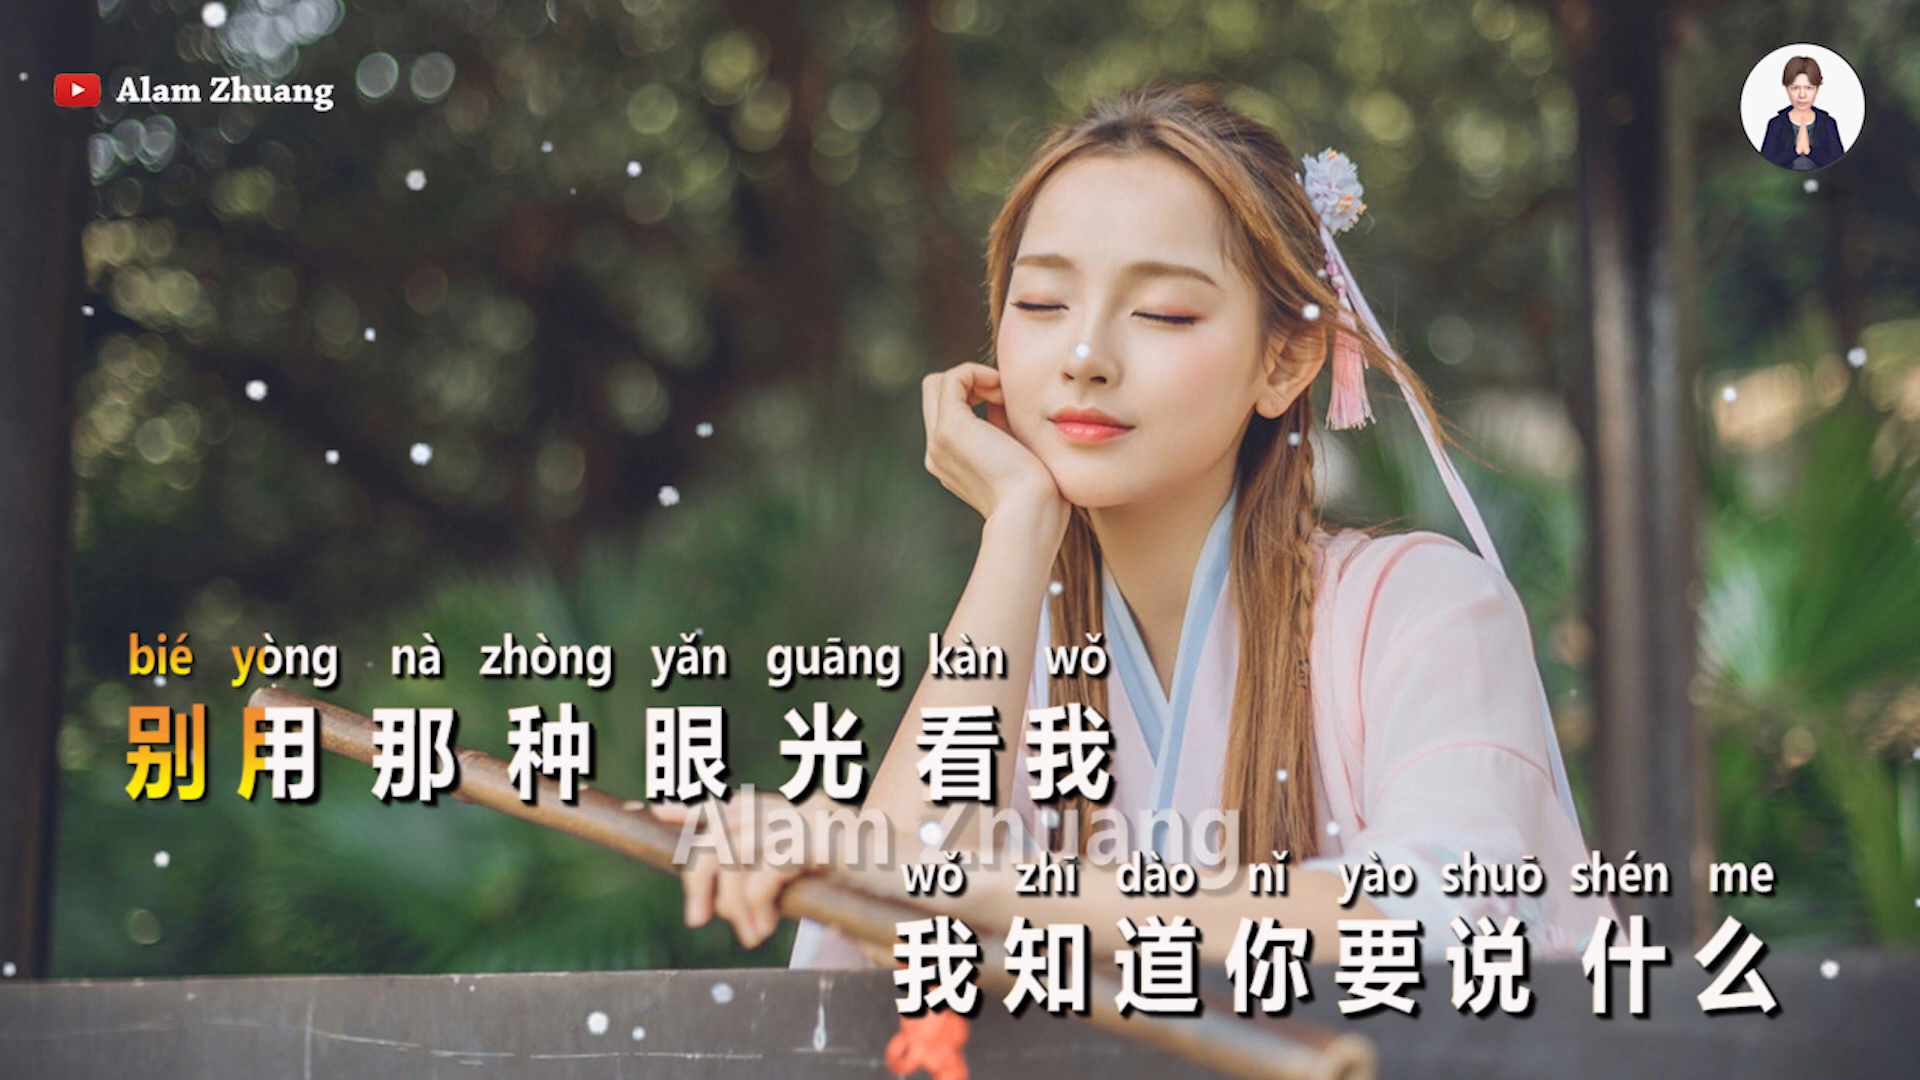 Alam Zhuang
bié yòng nà zhòng yǎn guāng kàn wǒ
别用那种眼光看我
Alam Zhuang
wǒ zhī dào nǐ yào shuō shén me
我知道你要说什么